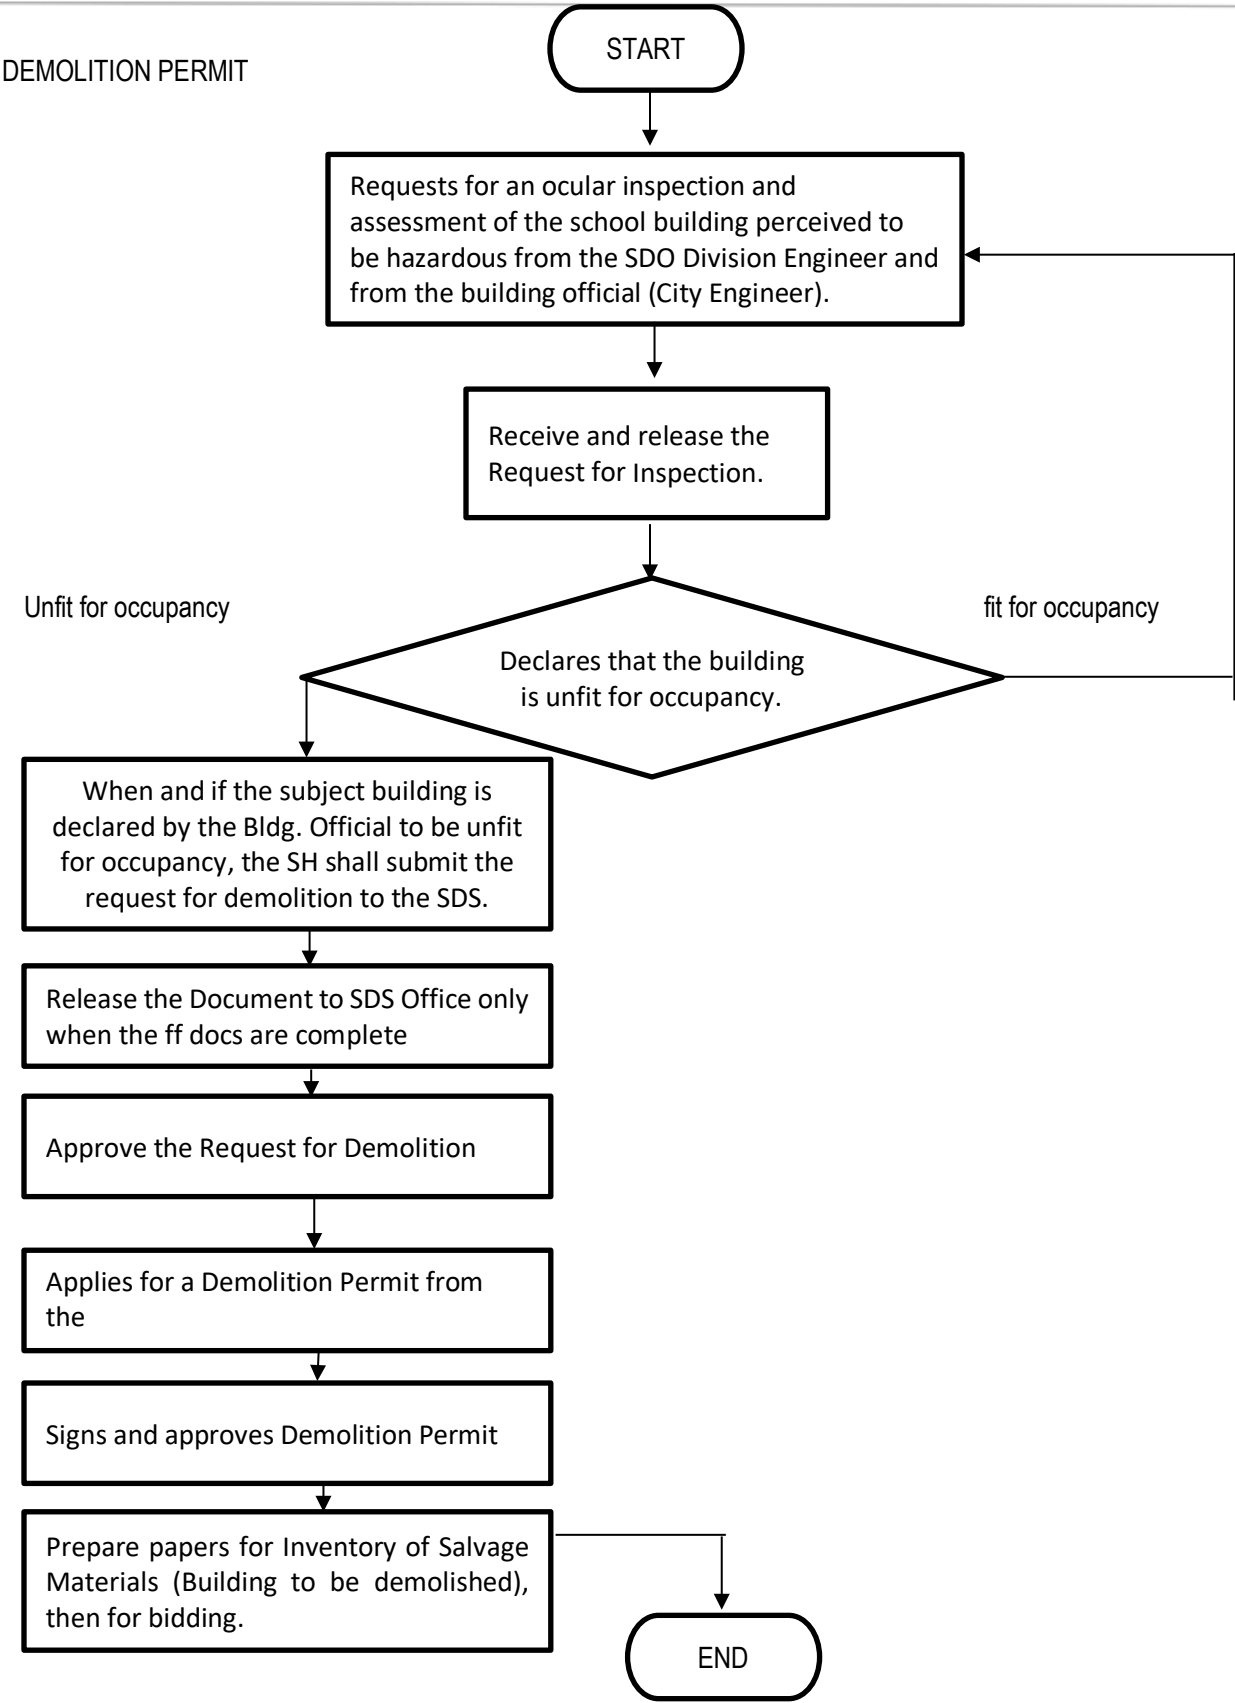 START
DEMOLITION PERMIT
Requests for an ocular inspection and
assessment of the school building perceived to
be hazardous from the SDO Division Engineer and
from the building official (City Engineer).
Receive and release the
Request for Inspection.
Unfit for occupancy
fit for occupancy
Declares that the building
is unfit for occupancy.
When and if the subject building is
declared by the Bldg. Official to be unfit
for occupancy, the SH shall submit the
request for demolition to the SDS.
Release the Document to SDS Office only
when the ff docs are complete
Approve the Request for Demolition
Applies for a Demolition Permit from
the
Signs and approves Demolition Permit
Prepare papers for Inventory of Salvage
Materials (Building to be demolished),
then for bidding.
END